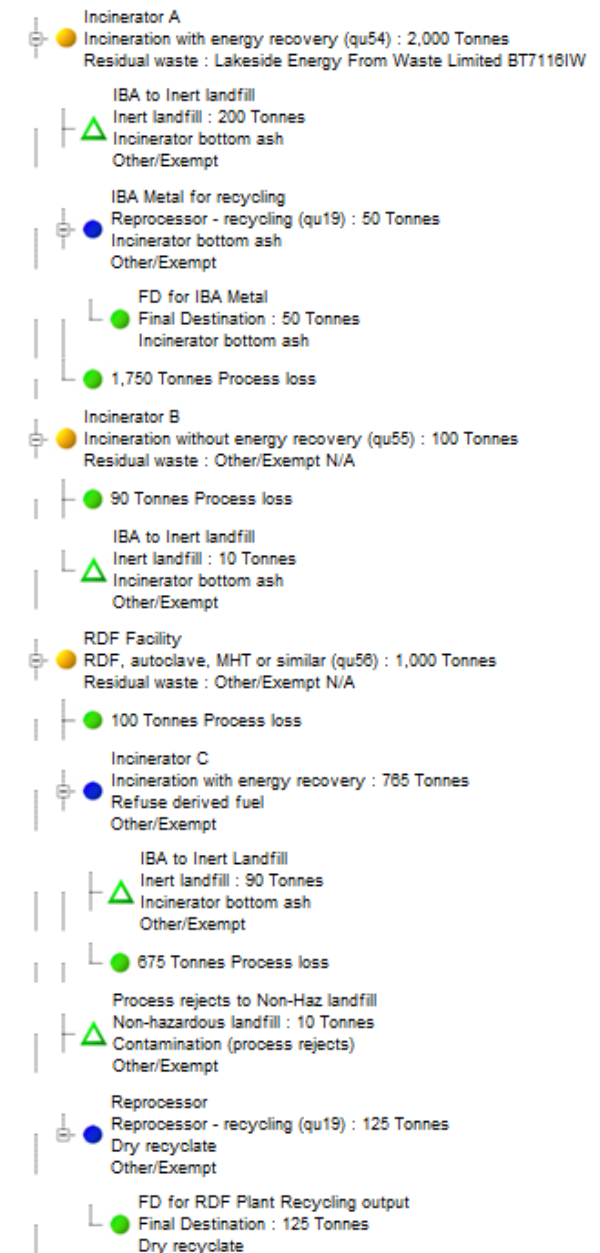 Incinerator A
Incineration with energy recovery (qu54) : 2,000 Tonnes
Residual waste : Lakeside Energy From Waste Limited BT7116IW
IBA to Inert landfill
Inert landfill : 200 Tonnes
Incinerator bottom ash
Other/Exempt
IBA Metal for recycling
Reprocessor - recycling (qu19) : 50 Tonnes
Incinerator bottom ash
Other/Exempt
FD for IBA Metal
Final Destination : 50 Tonnes
Incinerator bottom ash
1,750 Tonnes Process loss
Incinerator B
Incineration without energy recovery (qu55) : 100 Tonnes
Residual waste : Other/Exempt N/A
90 Tonnes Process loss
IBA to Inert landfill
Inert landfill : 10 Tonnes
Incinerator bottom ash
Other/Exempt
RDF Facility
RDF, autoclave, MHT or similar (qu56) : 1,000 Tonnes
Residual waste : Other/Exempt N/A
100 Tonnes Process loss
Incinerator C
Incineration with energy recovery : 765 Tonnes
Refuse derived fuel
Other/Exempt
IBA to Inert Landfill
Inert landfill : 90 Tonnes
Incinerator bottom ash
Other/Exempt
675 Tonnes Process loss
Process rejects to Non-Haz landfill
Non-hazardous landfill : 10 Tonnes
Contamination (process rejects)
Other/Exempt
Reprocessor
Reprocessor - recycling (qu19) : 125 Tonnes
Dry recyclate
Other/Exempt
FD for RDF Plant Recycling output
Final Destination : 125 Tonnes
Dry recyclate